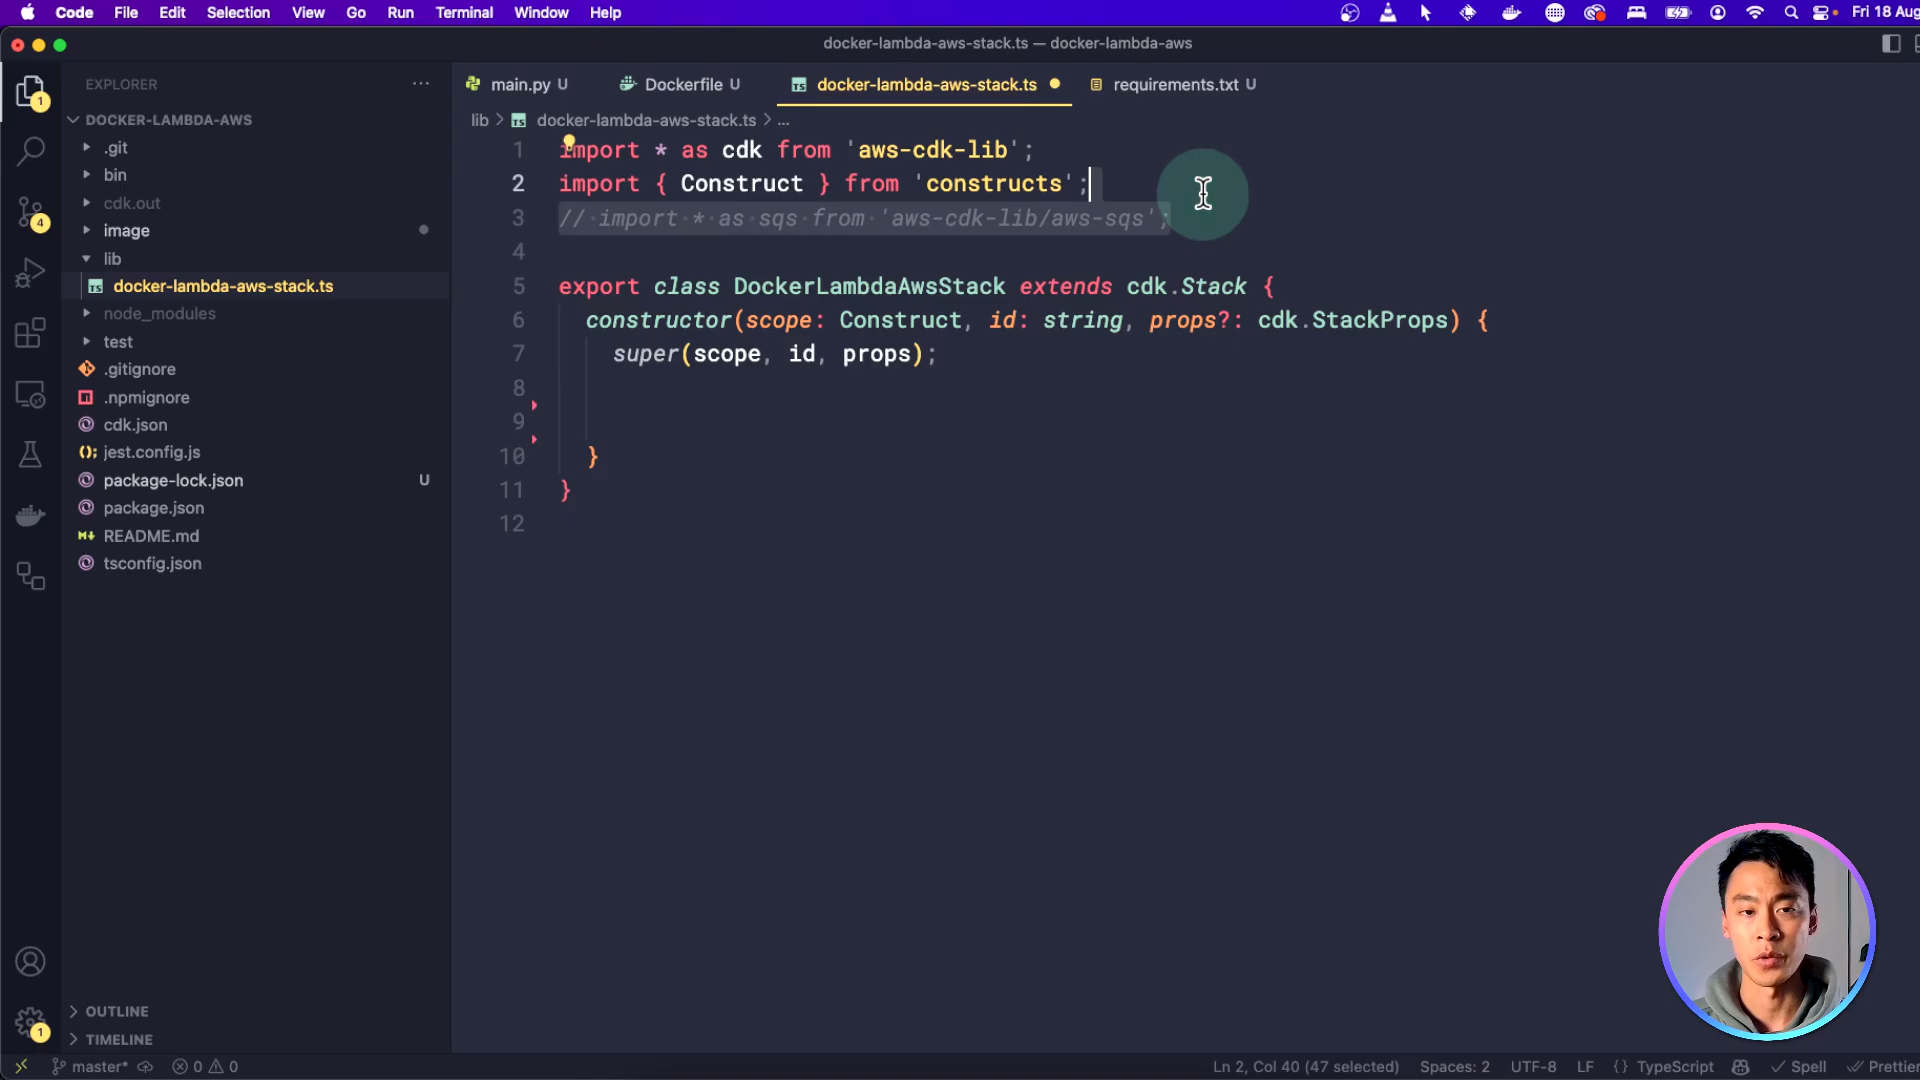 Code File Edit Selection View Go Run Terminal Window Help
Fri 18 Aug
docker-lambda-aws-stack.ts — docker-lambda-aws
EXPLORER
main.py U
Dockerfile U
docker-lambda-aws-stack.ts
requirements.txt U
lib > docker-lambda-aws-stack.ts > ...
DOCKER-LAMBDA-AWS
.git
bin
cdk.out
image
lib
docker-lambda-aws-stack.ts
node_modules
test
.gitignore
.npmignore
cdk.json
jest.config.js
package-lock.json U
package.json
README.md
tsconfig.json
OUTLINE
TIMELINE
1
4
1
1 import * as cdk from 'aws-cdk-lib';
2 import { Construct } from 'constructs';
3 // import * as sqs from 'aws-cdk-lib/aws-sqs';
4
5 export class DockerLambdaAwsStack extends cdk.Stack {
6 constructor(scope: Construct, id: string, props?: cdk.StackProps) {
7 super(scope, id, props);
8
9
10 }
11 }
12
master* 0 0
Ln 2, Col 40 (47 selected) Spaces: 2 UTF-8 LF {} TypeScript Spell Prettier